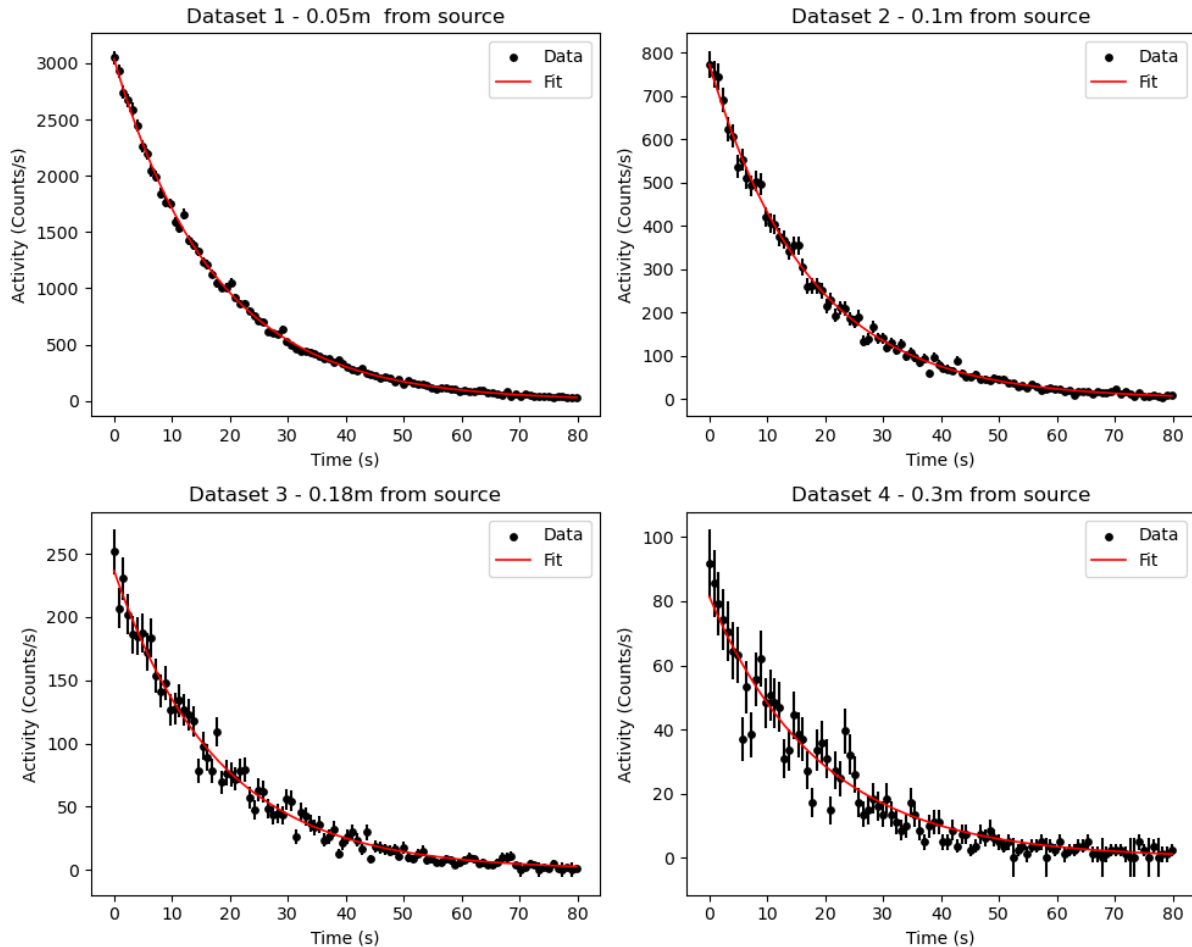 Dataset 1 - 0.05m  from source
3000
2500
2000
1500
1000
500
0
Activity (Counts/s)
Data
Fit
0 10 20 30 40 50 60 70 80
Time (s)
Dataset 2 - 0.1m from source
800
700
600
500
400
300
200
100
0
Activity (Counts/s)
Data
Fit
0 10 20 30 40 50 60 70 80
Time (s)
Dataset 3 - 0.18m from source
250
200
150
100
50
0
Activity (Counts/s)
Data
Fit
0 10 20 30 40 50 60 70 80
Time (s)
Dataset 4 - 0.3m from source
100
80
60
40
20
0
Activity (Counts/s)
Data
Fit
0 10 20 30 40 50 60 70 80
Time (s)